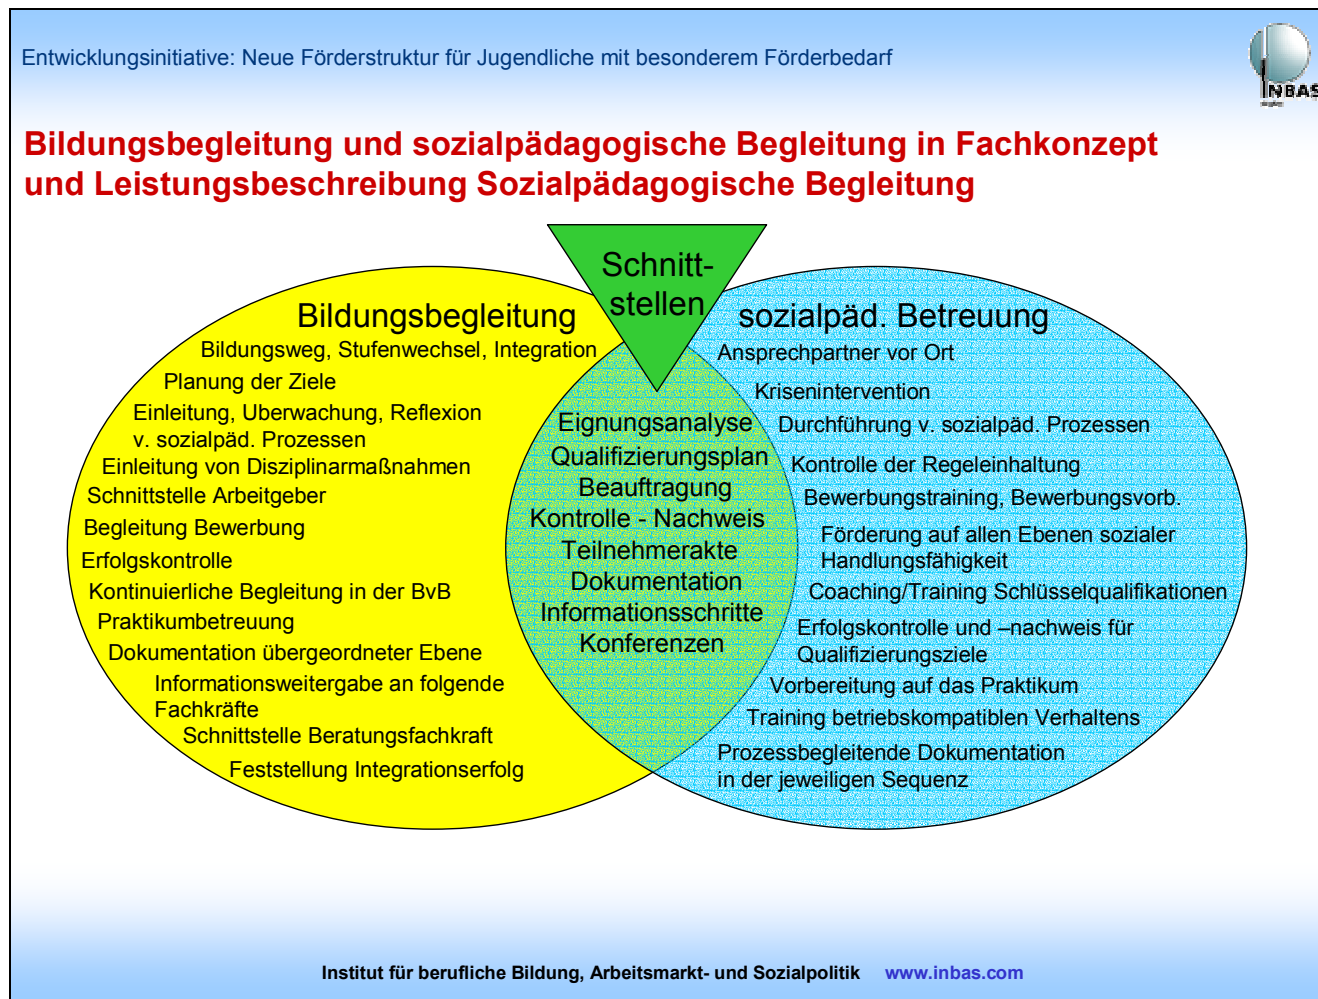 Entwicklungsinitiative: Neue Förderstruktur für Jugendliche mit besonderem Förderbedarf
INBAS
Bildungsbegleitung und sozialpädagogische Begleitung in Fachkonzept
und Leistungsbeschreibung Sozialpädagogische Begleitung
Schnitt-
stellen
Bildungsbegleitung
Bildungsweg, Stufenwechsel, Integration
Planung der Ziele
Einleitung, Uberwachung, Reflexion
v. sozialpäd. Prozessen
Einleitung von Disziplinarmaßnahmen
Schnittstelle Arbeitgeber
Begleitung Bewerbung
Erfolgskontrolle
Kontinuierliche Begleitung in der BvB
Praktikumbetreuung
Dokumentation übergeordneter Ebene
Informationsweitergabe an folgende
Fachkräfte
Schnittstelle Beratungsfachkraft
Feststellung Integrationserfolg
Eignungsanalyse
Qualifizierungsplan
Beauftragung
Kontrolle - Nachweis
Teilnehmerakte
Dokumentation
Informationsschritte
Konferenzen
sozialpäd. Betreuung
Ansprechpartner vor Ort
Krisenintervention
Durchführung v. sozialpäd. Prozessen
Kontrolle der Regeleinhaltung
Bewerbungstraining, Bewerbungsvorb.
Förderung auf allen Ebenen sozialer
Handlungsfähigkeit
Coaching/Training Schlüsselqualifikationen
Erfolgskontrolle und –nachweis für
Qualifizierungsziele
Vorbereitung auf das Praktikum
Training betriebskompatiblen Verhaltens
Prozessbegleitende Dokumentation
in der jeweiligen Sequenz
Institut für berufliche Bildung, Arbeitsmarkt- und Sozialpolitik www.inbas.com